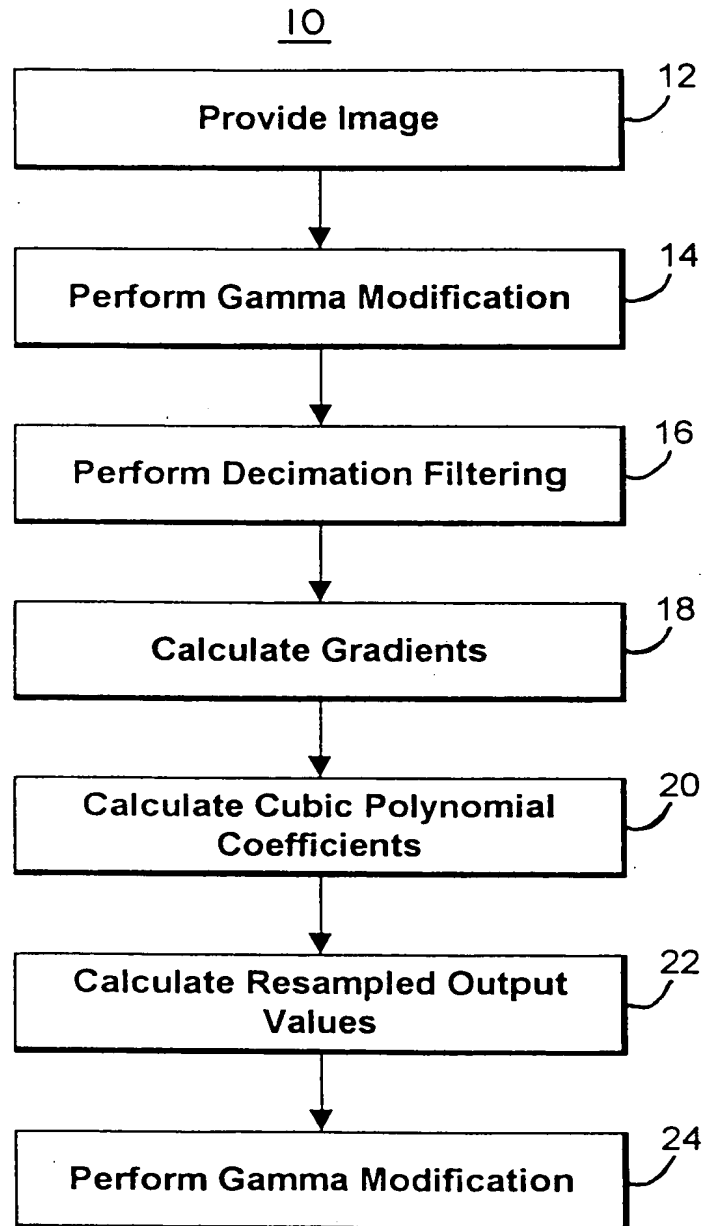 10
12
Provide Image
14
Perform Gamma Modification
16
Perform Decimation Filtering
18
Calculate Gradients
20
Calculate Cubic Polynomial
Coefficients
22
Calculate Resampled Output
Values
24
Perform Gamma Modification